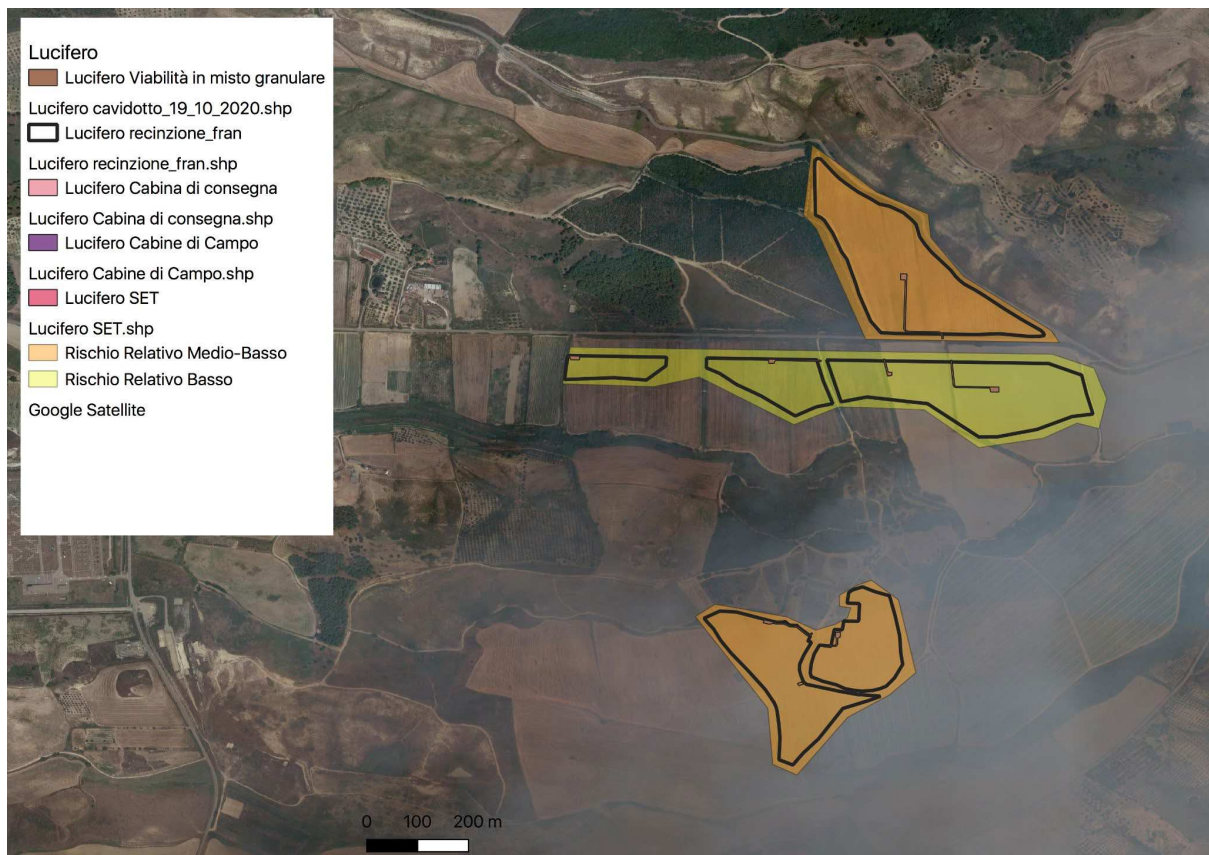 Lucifero
Lucifero Viabilità in misto granulare
Lucifero cavidotto_19_10_2020.shp
Lucifero recinzione_fran
Lucifero recinzione_fran.shp
Lucifero Cabina di consegna
Lucifero Cabina di consegna.shp
Lucifero Cabine di Campo
Lucifero Cabine di Campo.shp
Lucifero SET
Lucifero SET.shp
Rischio Relativo Medio-Basso
Rischio Relativo Basso
Google Satellite
0 100 200 m